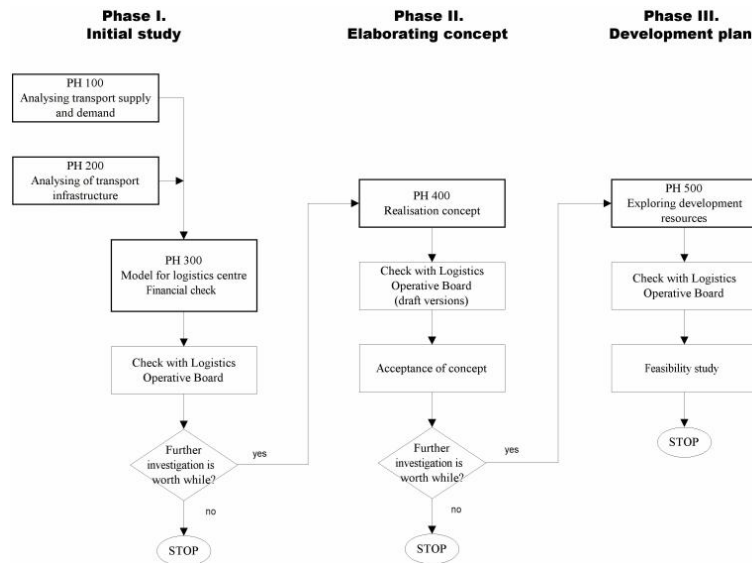 Phase I.
Initial study
Phase II.
Elaborating concept
Phase III.
Development plan
PH 100
Analysing transport supply
and demand
PH 200
Analysing of transport
infrastructure
PH 300
Model for logistics centre
Financial check
Check with Logistics
Operative Board
Further
investigation is
worth while?
yes
no
STOP
PH 400
Realisation concept
Check with Logistics
Operative Board
(draft versions)
Acceptance of concept
Further
investigation is
worth while?
yes
no
STOP
PH 500
Exploring development
resources
Check with Logistics
Operative Board
Feasibility study
STOP